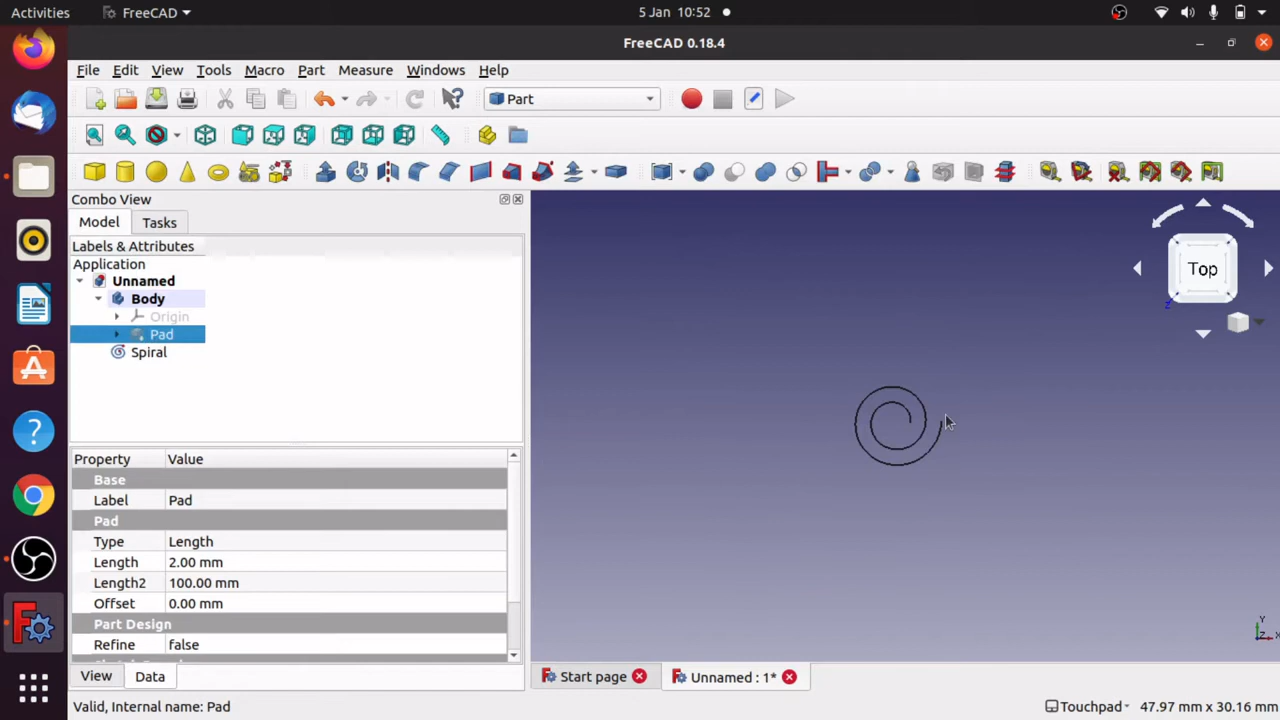 Activities FreeCAD 5 Jan 10:52
FreeCAD 0.18.4
File Edit View Tools Macro Part Measure Windows Help
Part
Combo View
Model Tasks
Labels & Attributes
Application
Unnamed
Body
Origin
Pad
Spiral
Top
Property Value
Base
Label Pad
Pad
Type Length
Length 2.00 mm
Length2 100.00 mm
Offset 0.00 mm
Part Design
Refine false
View Data
Start page Unnamed : 1*
Valid, Internal name: Pad Touchpad 47.97 mm x 30.16 mm
Y
Z X
Z